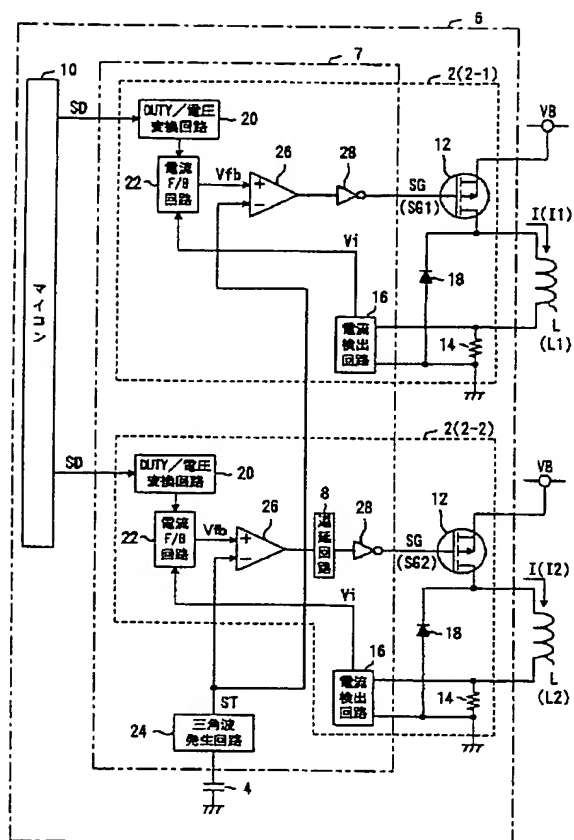 6
10
7
2(2-1)
SD
DUTY/電圧
変換回路
20
VB
12
26
28
22
電流
F/B
回路
Vfb
+
-
SG
(SG1)
I(I1)
Vi
18
16
マイコン
電流
検出
回路
14
L
(L1)
2(2-2)
SD
DUTY/電圧
変換回路
20
VB
12
26
8
28
22
電流
F/B
回路
Vfb
+
-
遅延回路
SG
(SG2)
I(I2)
Vi
18
16
電流
検出
回路
14
L
(L2)
ST
24
三角波
発生回路
4